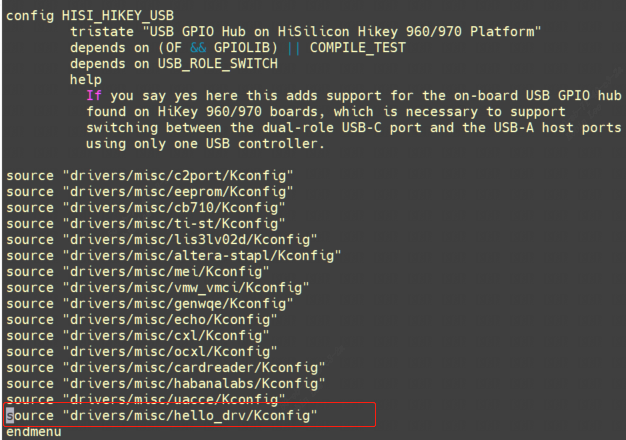 config HISI_HIKEY_USB
tristate "USB GPIO Hub on HiSilicon Hikey 960/970 Platform"
depends on (OF && GPIOLIB) || COMPILE_TEST
depends on USB_ROLE_SWITCH
help
If you say yes here this adds support for the on-board USB GPIO hub
found on HiKey 960/970 boards, which is necessary to support
switching between the dual-role USB-C port and the USB-A host ports
using only one USB controller.
source "drivers/misc/c2port/Kconfig"
source "drivers/misc/eeprom/Kconfig"
source "drivers/misc/cb710/Kconfig"
source "drivers/misc/ti-st/Kconfig"
source "drivers/misc/lis3lv02d/Kconfig"
source "drivers/misc/altera-stapl/Kconfig"
source "drivers/misc/mei/Kconfig"
source "drivers/misc/vmw_vmci/Kconfig"
source "drivers/misc/genwqe/Kconfig"
source "drivers/misc/echo/Kconfig"
source "drivers/misc/cxl/Kconfig"
source "drivers/misc/ocxl/Kconfig"
source "drivers/misc/cardreader/Kconfig"
source "drivers/misc/habanalabs/Kconfig"
source "drivers/misc/uacce/Kconfig"
source "drivers/misc/hello_drv/Kconfig"
endmenu